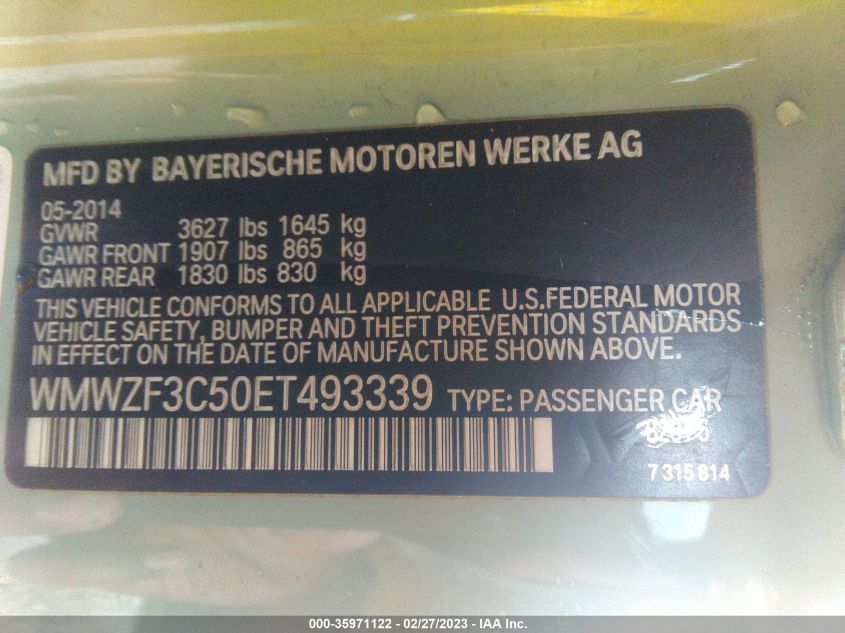 MFD BY BAYERISCHE MOTOREN WERKE AG
05-2014
GVWR 3627 lbs 1645 kg
GAWR FRONT 1907 lbs 865 kg
GAWR REAR 1830 lbs 830 kg
THIS VEHICLE CONFORMS TO ALL APPLICABLE U.S.FEDERAL MOTOR
VEHICLE SAFETY, BUMPER AND THEFT PREVENTION STANDARDS
IN EFFECT ON THE DATE OF MANUFACTURE SHOWN ABOVE.
WMWZF3C50ET493339 TYPE: PASSENGER CAR
7 315 814
000-35971122 - 02/27/2023 - IAA Inc.